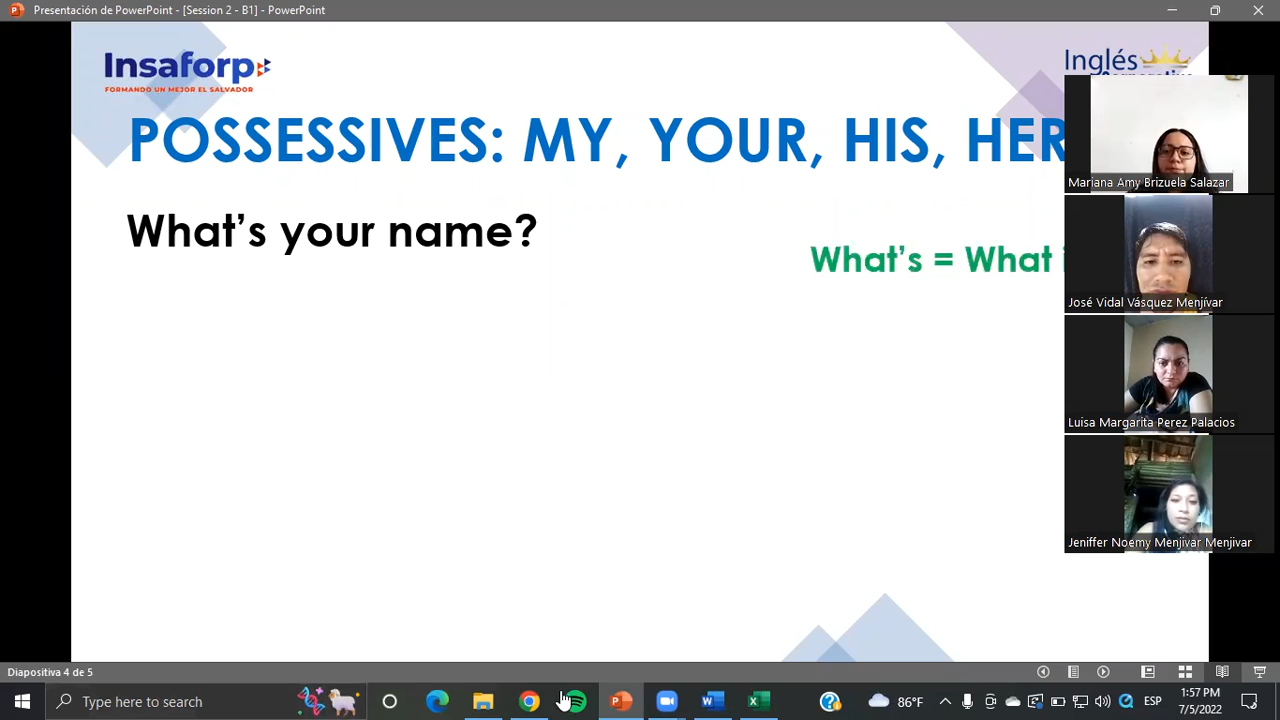 Presentación de PowerPoint - [Session 2 - B1] - PowerPoint
Insaforp
FORMANDO UN MEJOR EL SALVADOR
Inglés
POSSESSIVES: MY, YOUR, HIS, HER
What's your name?
What's = What
Mariana Amy Brizuela Salazar
José Vidal Vásquez Menjívar
Luisa Margarita Perez Palacios
Jeniffer Noemy Menjivar Menjivar
Diapositiva 4 de 5
Type here to search
86°F
ESP
1:57 PM
7/5/2022